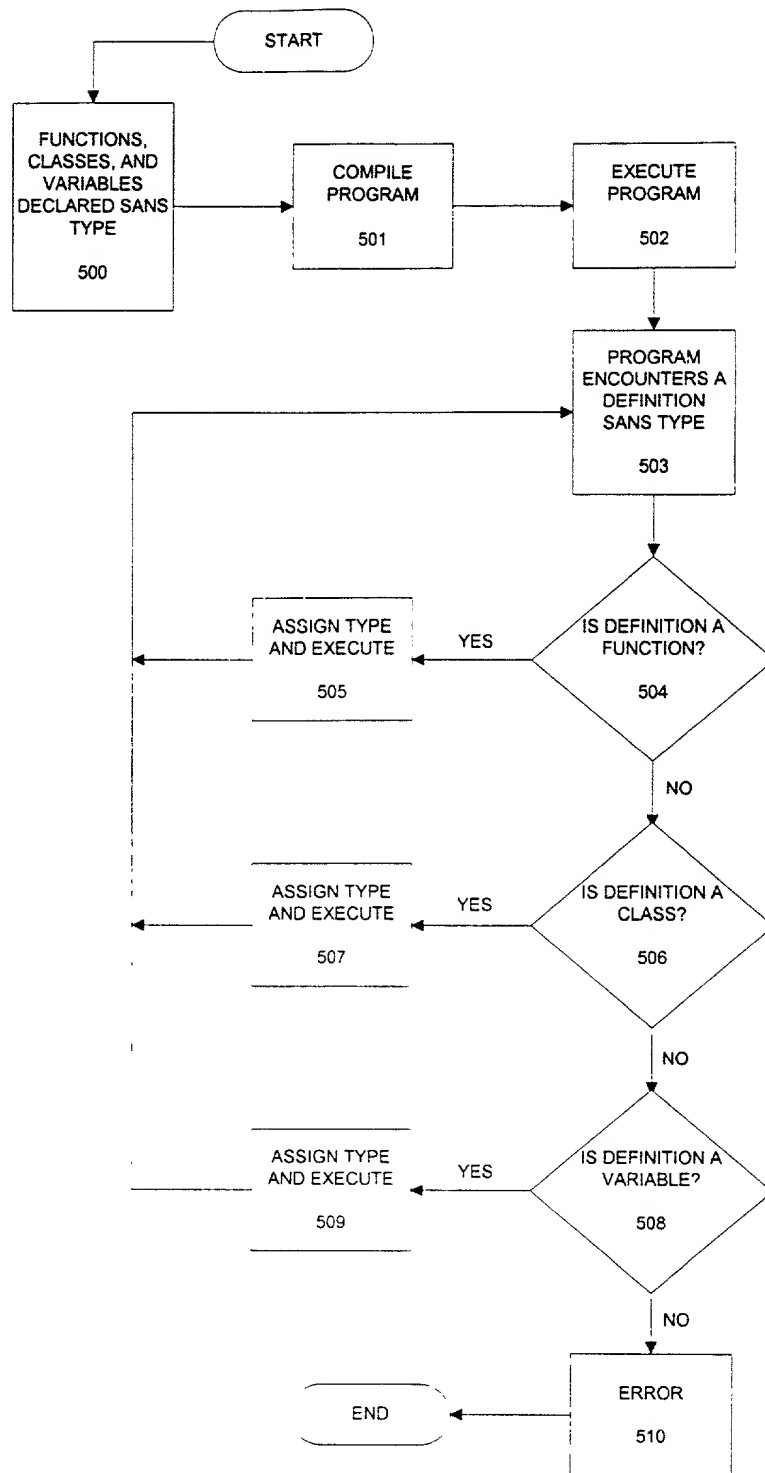 START
FUNCTIONS,
CLASSES, AND
VARIABLES
DECLARED SANS
TYPE
500
COMPILE
PROGRAM
501
EXECUTE
PROGRAM
502
PROGRAM
ENCOUNTERS A
DEFINITION
SANS TYPE
503
ASSIGN TYPE
AND EXECUTE
505
YES
IS DEFINITION A
FUNCTION?
504
NO
ASSIGN TYPE
AND EXECUTE
507
YES
IS DEFINITION A
CLASS?
506
NO
ASSIGN TYPE
AND EXECUTE
509
YES
IS DEFINITION A
VARIABLE?
508
NO
END
ERROR
510